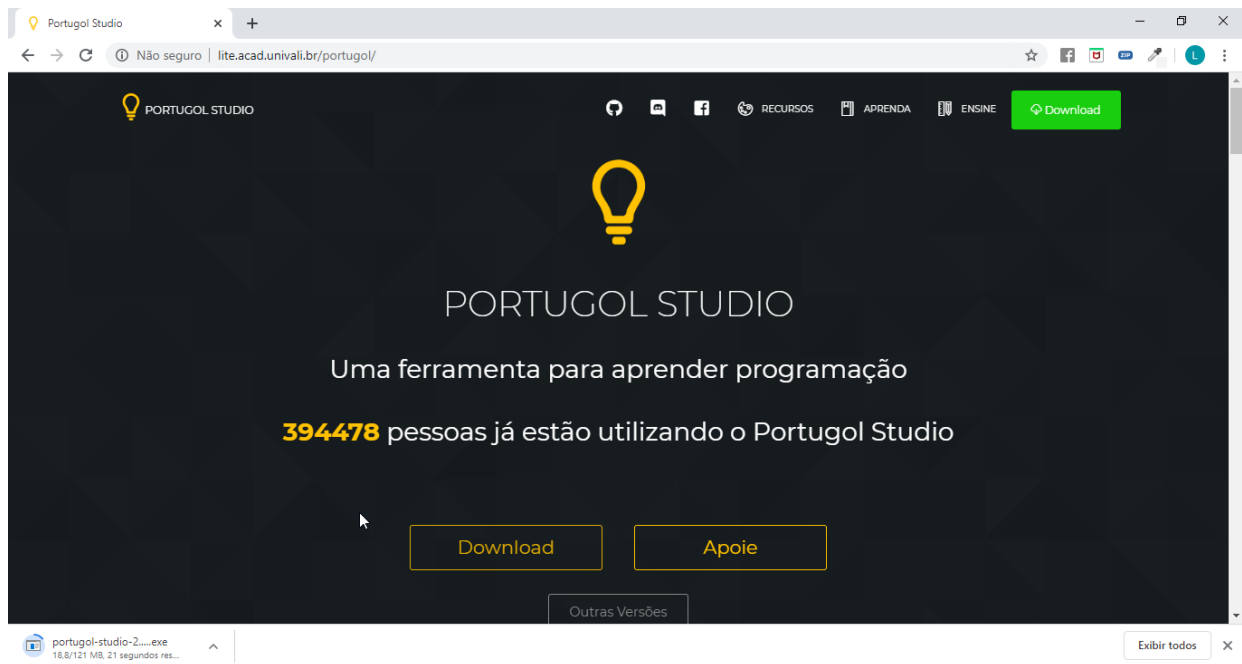 Portugol Studio
Não seguro | lite.acad.univali.br/portugol/
ZIP
L
PORTUGOL STUDIO
RECURSOS
APRENDA
ENSINE
Download
PORTUGOL STUDIO
Uma ferramenta para aprender programação
394478 pessoas já estão utilizando o Portugol Studio
Download
Apoie
Outras Versões
portugol-studio-2.....exe
18,8/121 MB, 21 segundos res...
Exibir todos